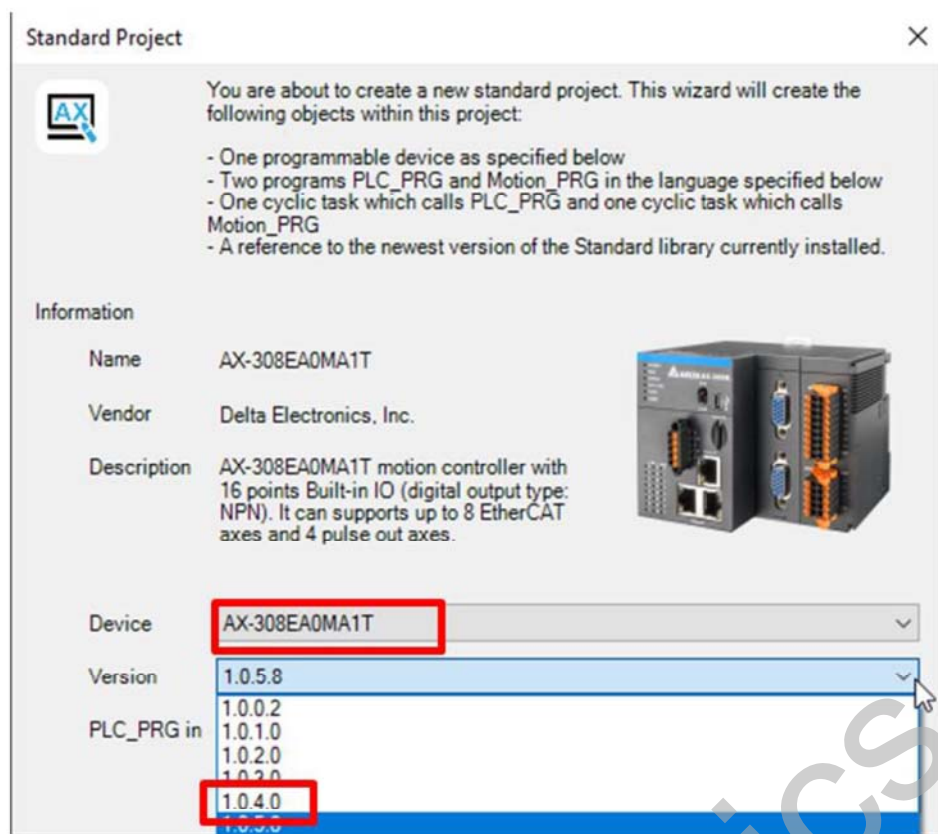 Standard Project
AX
You are about to create a new standard project. This wizard will create the
following objects within this project:
- One programmable device as specified below
- Two programs PLC_PRG and Motion_PRG in the language specified below
- One cyclic task which calls PLC_PRG and one cyclic task which calls
Motion_PRG
- A reference to the newest version of the Standard library currently installed.
Information
Name AX-308EA0MA1T
Vendor Delta Electronics, Inc.
Description AX-308EA0MA1T motion controller with
16 points Built-in IO (digital output type:
NPN). It can supports up to 8 EtherCAT
axes and 4 pulse out axes.
Device AX-308EA0MA1T
Version 1.0.5.8
1.0.0.2
PLC_PRG in 1.0.1.0
1.0.2.0
1.0.3.0
1.0.4.0